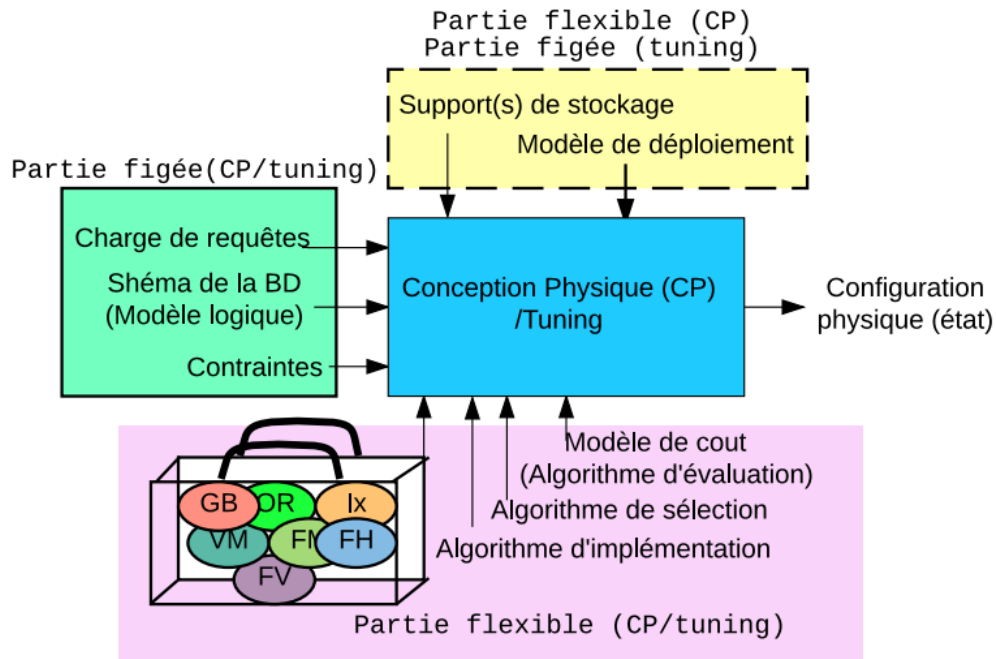 Partie flexible (CP)
Partie figée (tuning)
Support(s) de stockage
Modèle de déploiement
Partie figée(CP/tuning)
Charge de requêtes
Shéma de la BD
(Modèle logique)
Contraintes
Conception Physique (CP)
/Tuning
Configuration
physique (état)
Modèle de cout
(Algorithme d'évaluation)
Algorithme de sélection
Algorithme d'implémentation
GB
OR
Ix
VM
FH
FV
Partie flexible (CP/tuning)